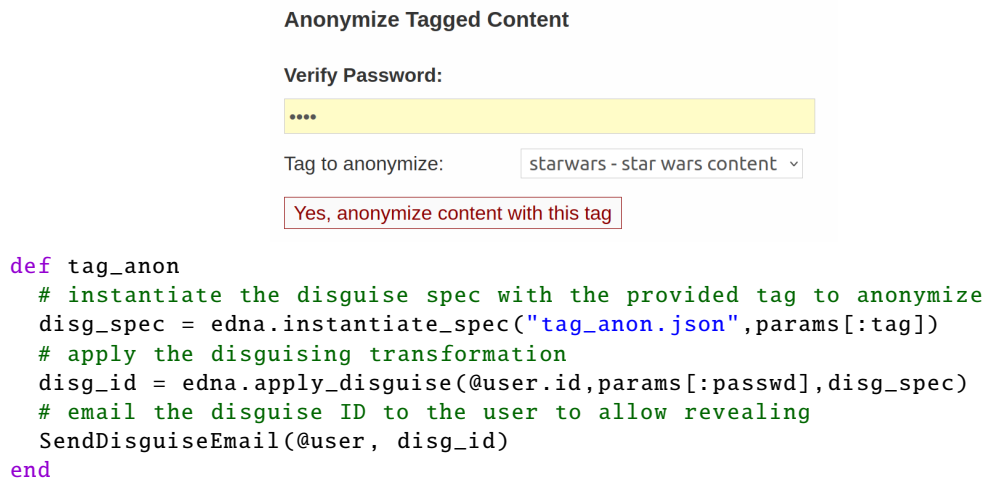 Anonymize Tagged Content
Verify Password:
••••
Tag to anonymize: starwars - star wars content
Yes, anonymize content with this tag
def tag_anon
  # instantiate the disguise spec with the provided tag to anonymize
  disg_spec = edna.instantiate_spec("tag_anon.json",params[:tag])
  # apply the disguising transformation
  disg_id = edna.apply_disguise(@user.id,params[:passwd],disg_spec)
  # email the disguise ID to the user to allow revealing
  SendDisguiseEmail(@user, disg_id)
end